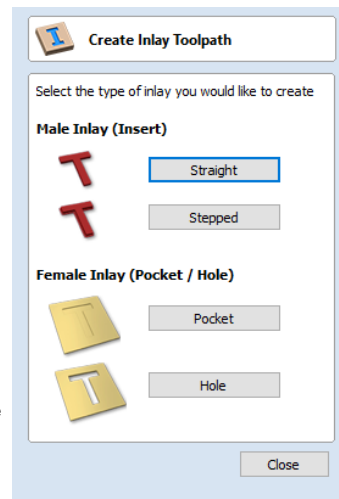 Create Inlay Toolpath
Select the type of inlay you would like to create
Male Inlay (Insert)
Straight
Stepped
Female Inlay (Pocket / Hole)
Pocket
Hole
Close